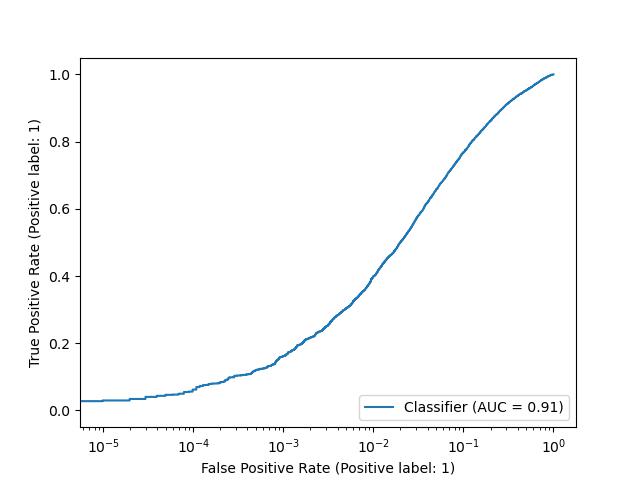 1.0
0.8
0.6
0.4
0.2
0.0
True Positive Rate (Positive label: 1)
Classifier (AUC = 0.91)
10⁻⁵ 10⁻⁴ 10⁻³ 10⁻² 10⁻¹ 10⁰
False Positive Rate (Positive label: 1)